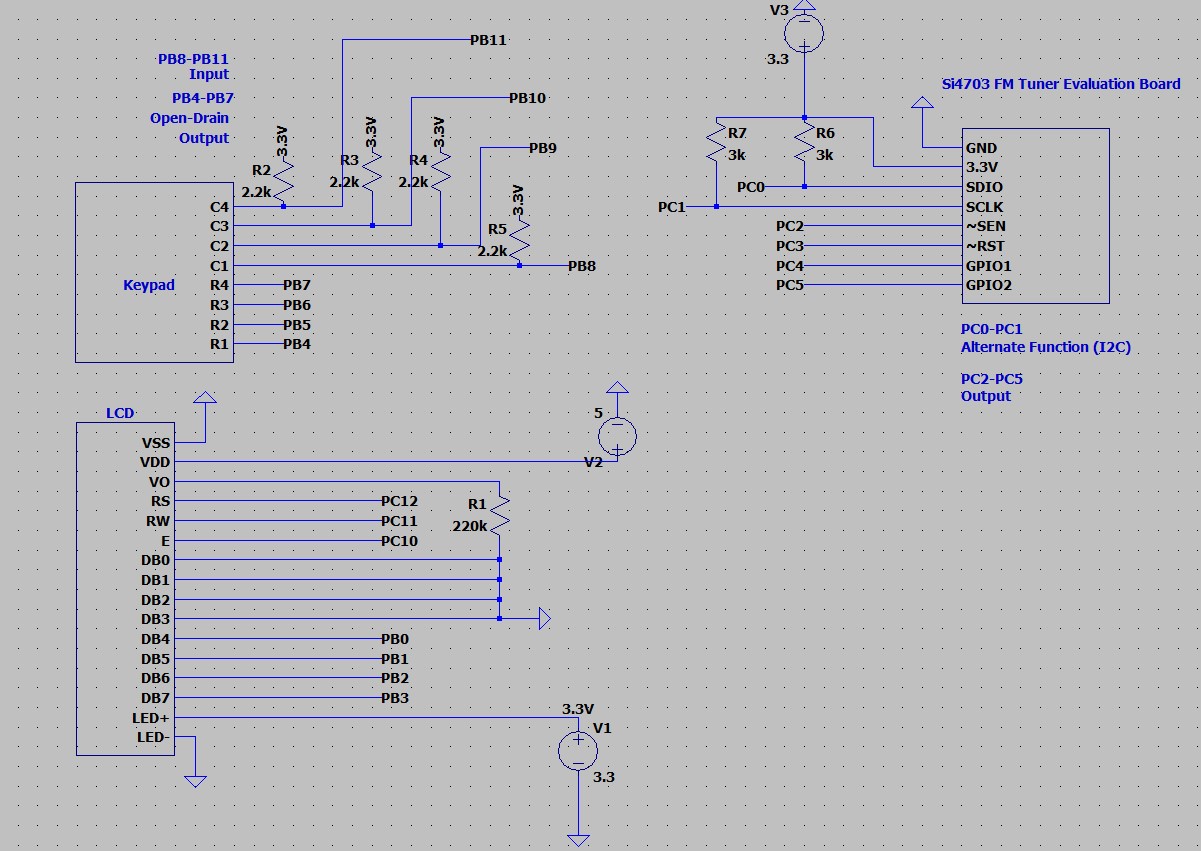 V3
3.3
PB11
PB8-PB11
Input
PB4-PB7
Open-Drain
Output
PB10
PB9
3.3V
3.3V
3.3V
3.3V
R2
2.2k
R3
2.2k
R4
2.2k
R5
2.2k
C4
C3
C2
C1
PB8
Keypad
R4
PB7
R3
PB6
R2
PB5
R1
PB4
Si4703 FM Tuner Evaluation Board
R7
3k
R6
3k
GND
3.3V
PC0
SDIO
PC1
SCLK
PC2
~SEN
PC3
~RST
PC4
GPIO1
PC5
GPIO2
PC0-PC1
Alternate Function (I2C)
PC2-PC5
Output
LCD
VSS
VDD
5
V2
VO
R1
220k
RS
PC12
RW
PC11
E
PC10
DB0
DB1
DB2
DB3
DB4
PB0
DB5
PB1
DB6
PB2
DB7
PB3
LED+
LED-
3.3V
V1
3.3